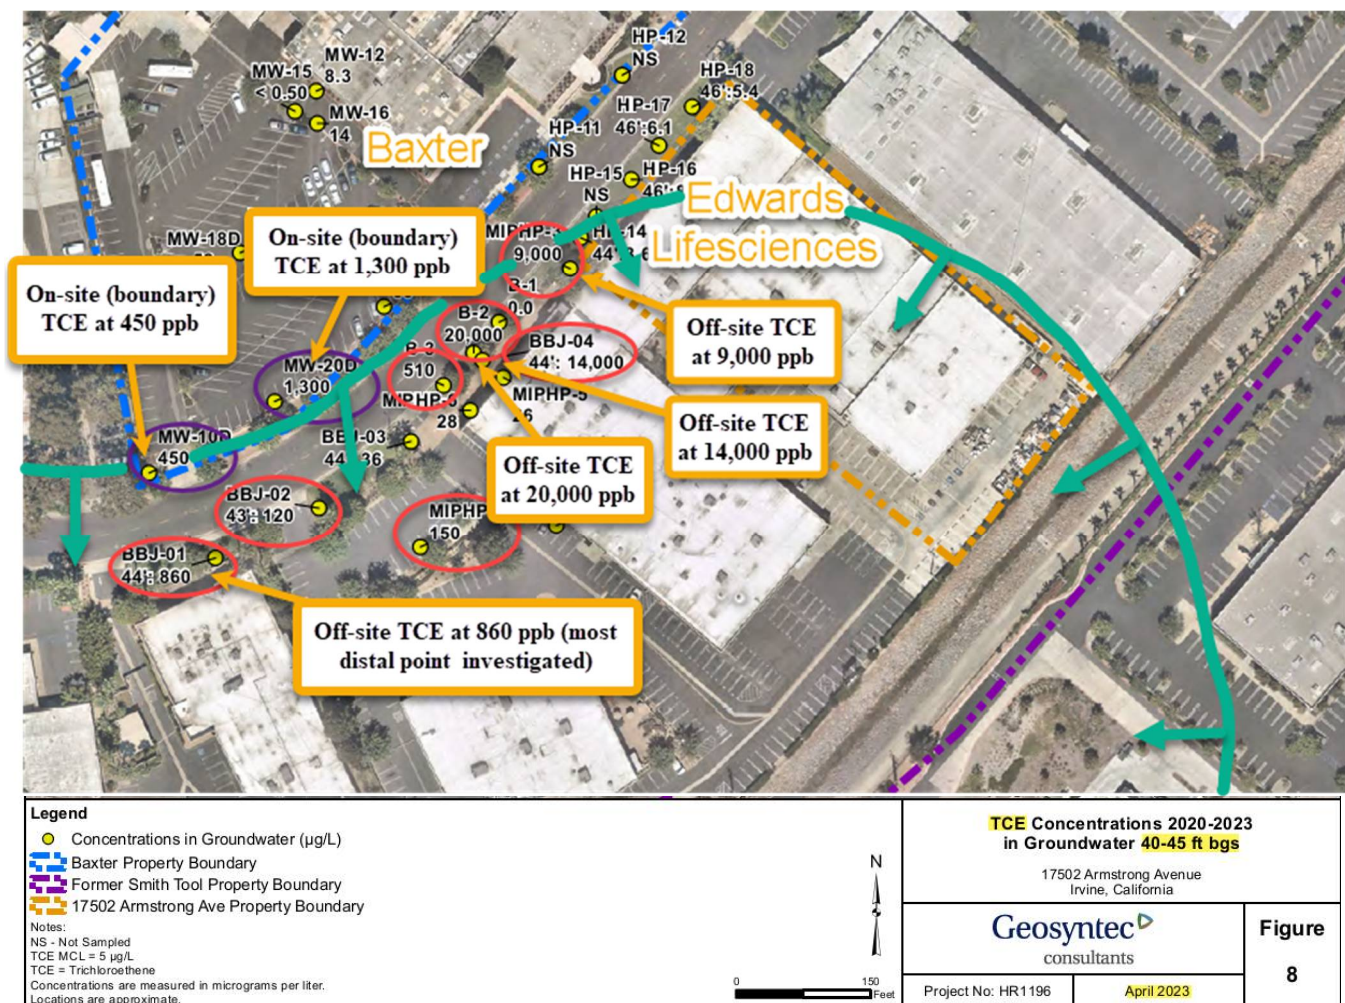 HP-12
NS
MW-12
8.3
MW-15
< 0.50
MW-16
14
HP-18
46':5.4
HP-17
46':6.1
HP-11
NS
Baxter
HP-15
NS
HP-16
Edwards
Lifesciences
MW-18D
On-site (boundary)
TCE at 1,300 ppb
9,000
On-site (boundary)
TCE at 450 ppb
B-1
B-2
20,000
BBJ-04
44': 14,000
Off-site TCE
at 9,000 ppb
510
MW-20D
1,300
MIPHP-5
28
Off-site TCE
at 14,000 ppb
MW-10D
450
Off-site TCE
at 20,000 ppb
BBJ-02
43': 120
MIPHP
150
BBJ-01
44': 860
Off-site TCE at 860 ppb (most
distal point investigated)
Legend
Concentrations in Groundwater (µg/L)
Baxter Property Boundary
Former Smith Tool Property Boundary
17502 Armstrong Ave Property Boundary
Notes:
NS - Not Sampled
TCE MCL = 5 µg/L
TCE = Trichloroethene
Concentrations are measured in micrograms per liter.
Locations are approximate.
N
0 150
Feet
TCE Concentrations 2020-2023
in Groundwater 40-45 ft bgs
17502 Armstrong Avenue
Irvine, California
Geosyntec
consultants
Figure
8
Project No: HR1196
April 2023